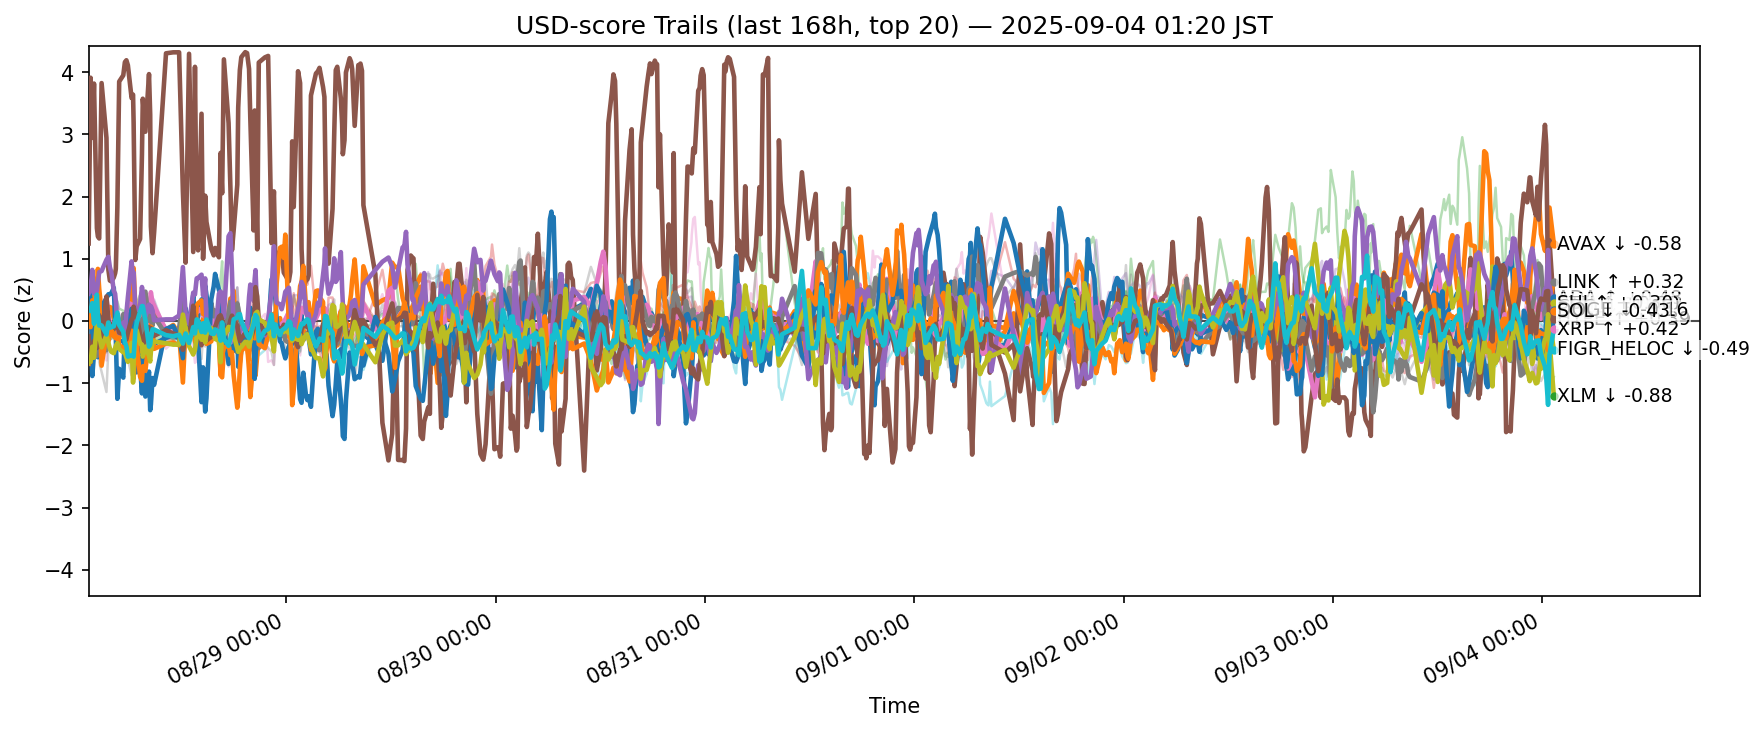 USD-score Trails (last 168h, top 20) — 2025-09-04 01:20 JST
Score (z)
4
3
2
1
0
−1
−2
−3
−4
AVAX ↓ -0.58
LINK ↑ +0.32
SOL ↓ -0.43
XRP ↑ +0.42
FIGR_HELOC ↓ -0.49
XLM ↓ -0.88
08/29 00:00
08/30 00:00
08/31 00:00
09/01 00:00
09/02 00:00
09/03 00:00
09/04 00:00
Time